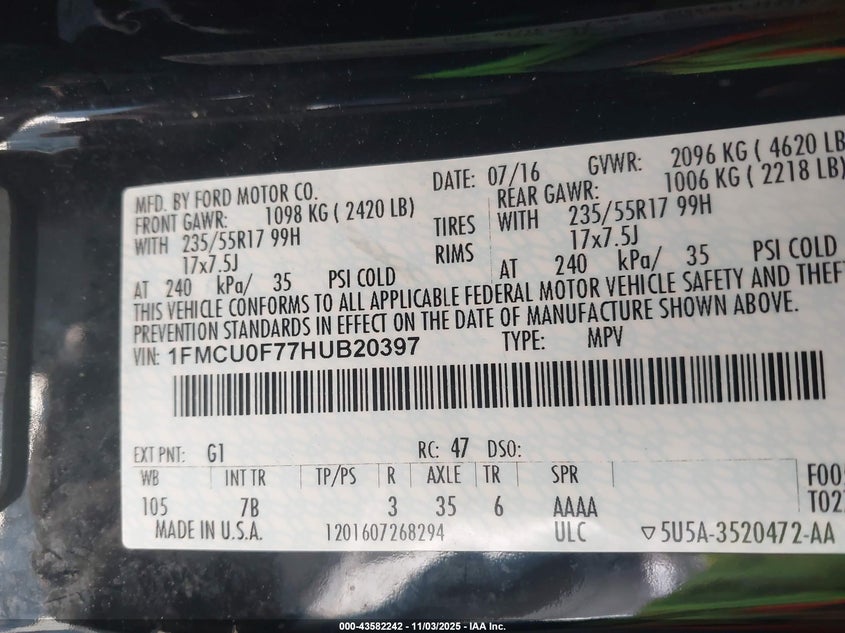 MFD. BY FORD MOTOR CO. DATE: 07/16 GVWR: 2096 KG ( 4620 LB
FRONT GAWR: 1098 KG ( 2420 LB) REAR GAWR: 1006 KG ( 2218 LB)
WITH 235/55R17 99H TIRES WITH 235/55R17 99H
17x7.5J RIMS 17x7.5J
AT 240 kPa/ 35 PSI COLD AT 240 kPa/ 35 PSI COLD
THIS VEHICLE CONFORMS TO ALL APPLICABLE FEDERAL MOTOR VEHICLE SAFETY AND THEFT
PREVENTION STANDARDS IN EFFECT ON THE DATE OF MANUFACTURE SHOWN ABOVE.
VIN: 1FMCU0F77HUB20397 TYPE: MPV
EXT PNT: G1 RC: 47 DSO:
WB INT TR TP/PS R AXLE TR SPR F00
105 7B 3 35 6 AAAA T02
MADE IN U.S.A. 1201607268294 ULC ▽5U5A-3520472-AA
000-43582242 - 11/03/2025 - IAA Inc.